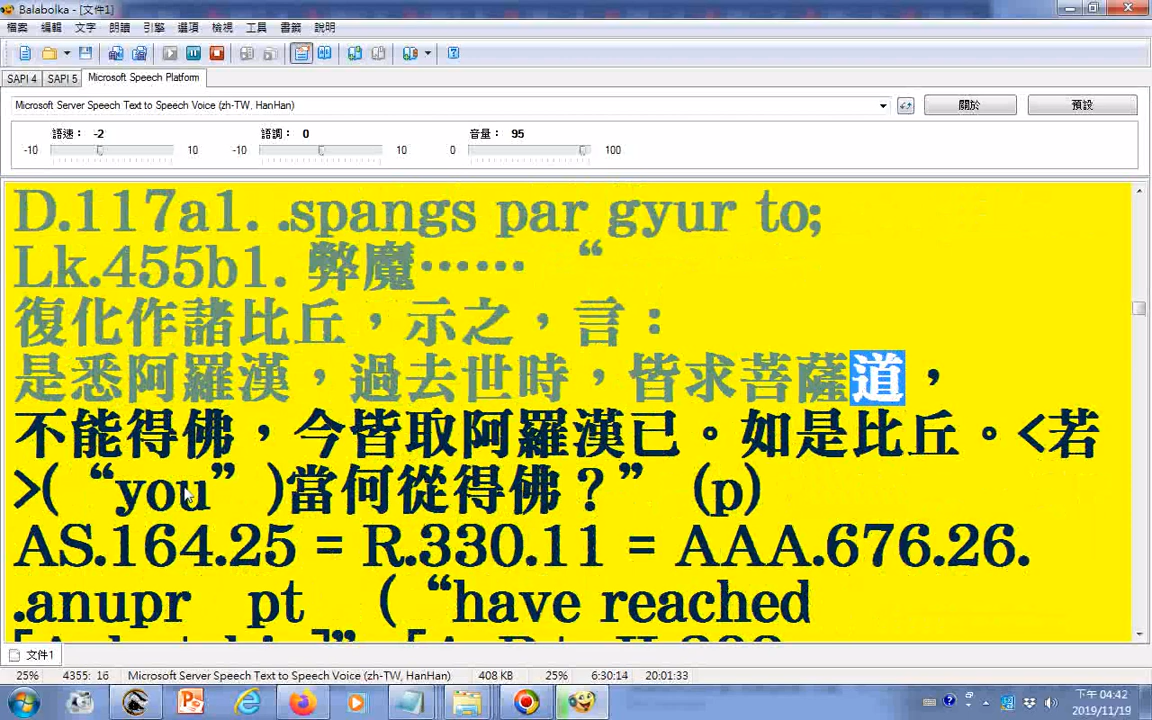 Balabolka - [文件1]
檔案 編輯 文字 朗讀 引擎 選項 檢視 工具 書籤 說明
SAPI 4 SAPI 5 Microsoft Speech Platform
Microsoft Server Speech Text to Speech Voice (zh-TW, HanHan) 關於 預設
語速： -2 語調： 0 音量： 95
-10 10 -10 10 0 100
D.117a1. .spangs par gyur to;
Lk.455b1. 弊魔…… “
復化作諸比丘，示之，言：
是悉阿羅漢，過去世時，皆求菩薩道，
不能得佛，今皆取阿羅漢已。如是比丘。<若
>( “you” )當何從得佛？” (p)
AS.164.25 = R.330.11 = AAA.676.26.
.anupr pt ( “have reached
文件1
25% 4355: 16 Microsoft Server Speech Text to Speech Voice (zh-TW, HanHan) 408 KB 25% 6:30:14 20:01:33
下午 04:42
2019/11/19